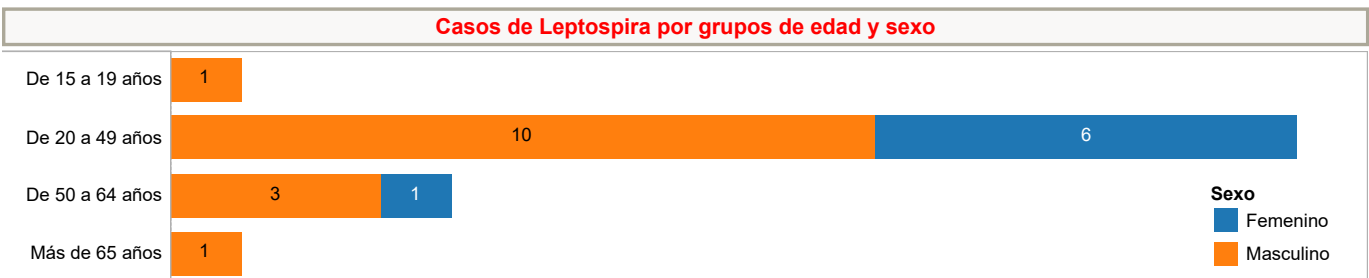 Casos de Leptospira por grupos de edad y sexo
De 15 a 19 años 1
De 20 a 49 años 10 6
De 50 a 64 años 3 1
Más de 65 años 1
Sexo
Femenino
Masculino